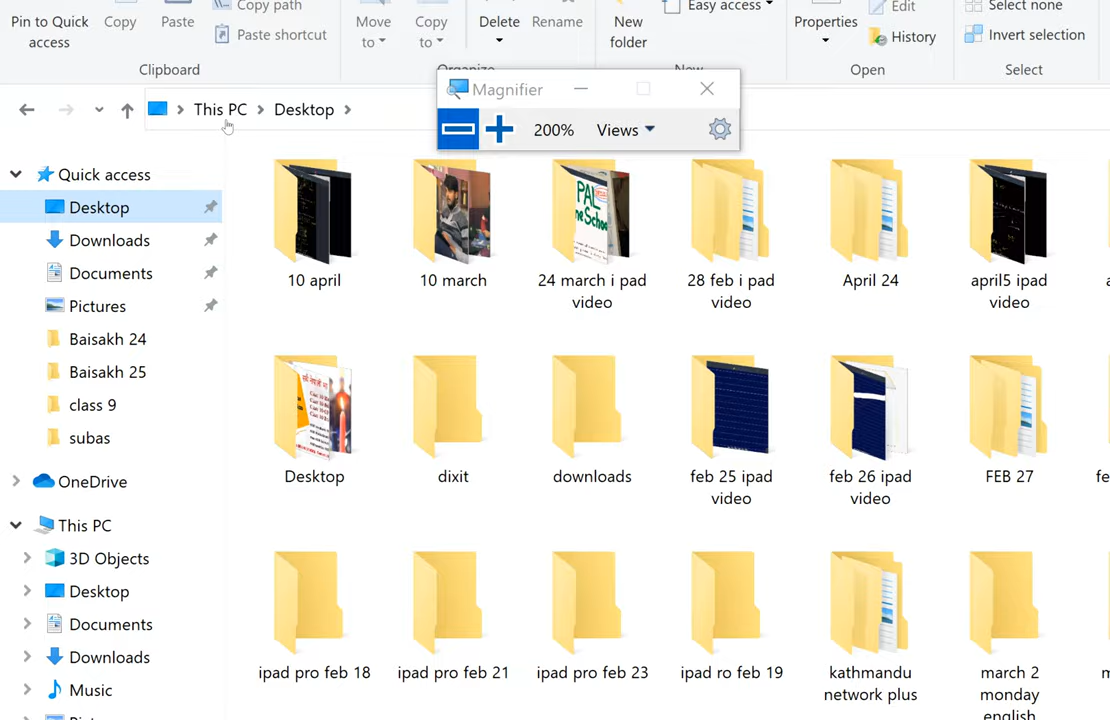 Pin to Quick access
Copy
Paste
Copy path
Paste shortcut
Clipboard
Move to
Copy to
Organize
Delete
Rename
New folder
Easy access
New
Properties
Edit
History
Open
Select none
Invert selection
Select
This PC > Desktop >
Magnifier
200%
Views
Quick access
Desktop
Downloads
Documents
Pictures
Baisakh 24
Baisakh 25
class 9
subas
OneDrive
This PC
3D Objects
Desktop
Documents
Downloads
Music
10 april
10 march
24 march i pad
video
28 feb i pad
video
April 24
april5 ipad
video
PAL
Desktop
dixit
downloads
feb 25 ipad
video
feb 26 ipad
video
FEB 27
fe
ipad pro feb 18
ipad pro feb 21
ipad pro feb 23
ipad ro feb 19
kathmandu
network plus
march 2
monday
english